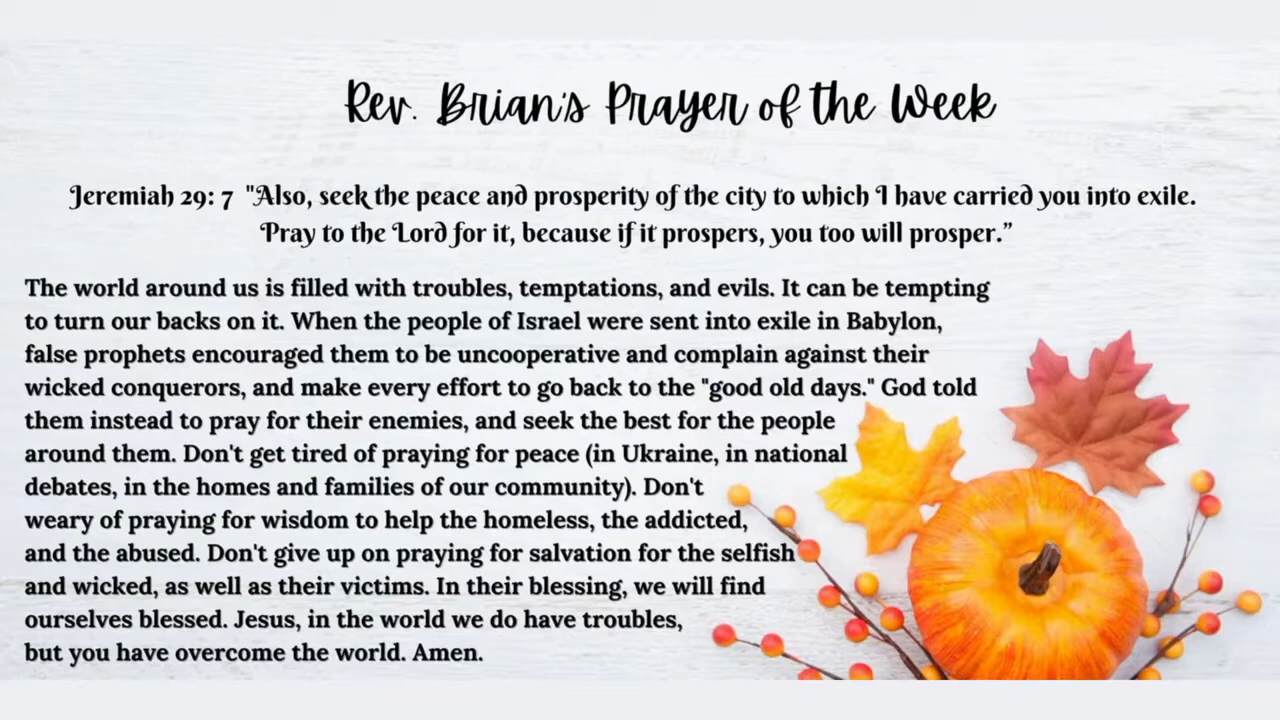 Rev. Brian's Prayer of the Week
Jeremiah 29: 7 "Also, seek the peace and prosperity of the city to which I have carried you into exile.
Pray to the Lord for it, because if it prospers, you too will prosper.”
The world around us is filled with troubles, temptations, and evils. It can be tempting
to turn our backs on it. When the people of Israel were sent into exile in Babylon,
false prophets encouraged them to be uncooperative and complain against their
wicked conquerors, and make every effort to go back to the "good old days." God told
them instead to pray for their enemies, and seek the best for the people
around them. Don't get tired of praying for peace (in Ukraine, in national
debates, in the homes and families of our community). Don't
weary of praying for wisdom to help the homeless, the addicted,
and the abused. Don't give up on praying for salvation for the selfish
and wicked, as well as their victims. In their blessing, we will find
ourselves blessed. Jesus, in the world we do have troubles,
but you have overcome the world. Amen.